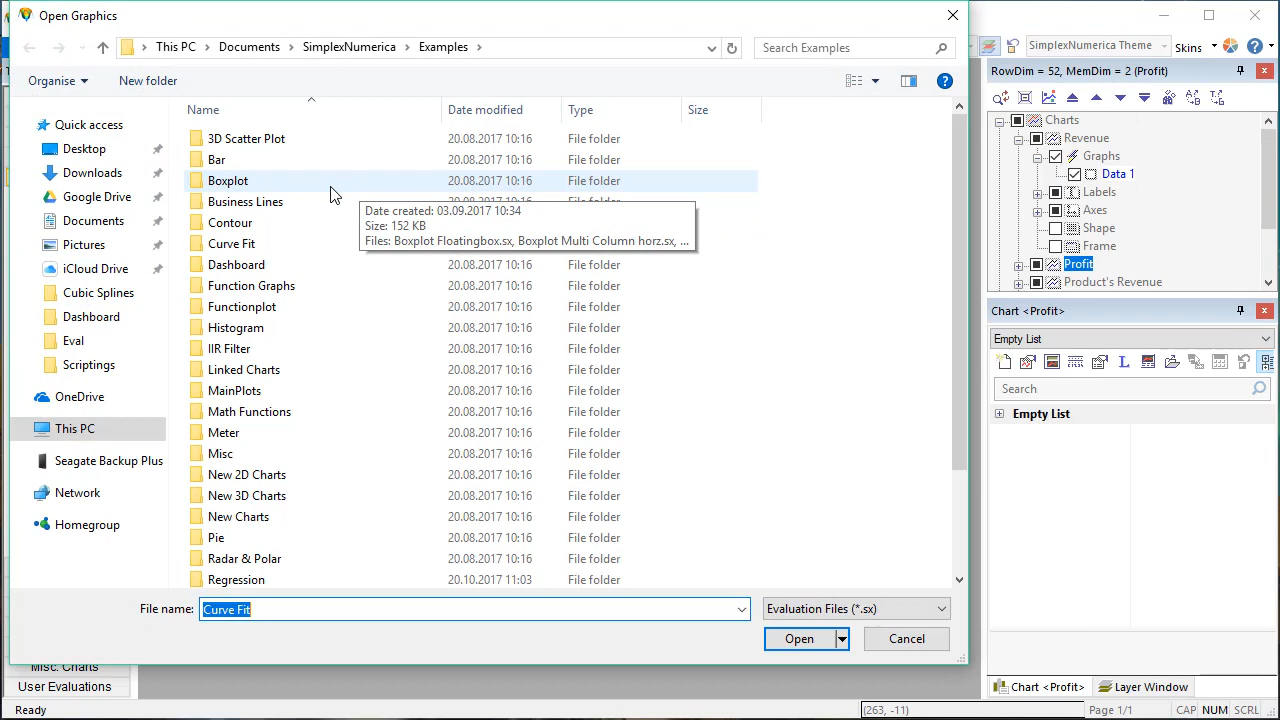 Open Graphics
This PC
Documents
SimplexNumerica
Examples
Search Examples
Organise
New folder
Name
Date modified
Type
Size
Quick access
Desktop
Downloads
Google Drive
Documents
Pictures
iCloud Drive
Cubic Splines
Dashboard
Eval
Scriptings
OneDrive
This PC
Seagate Backup Plus
Network
Homegroup
3D Scatter Plot 20.08.2017 10:16 File folder
Bar 20.08.2017 10:16 File folder
Boxplot 20.08.2017 10:16 File folder
Business Lines 20.08.2017 10:16 File folder
Date created: 03.09.2017 10:34
Size: 152 KB
Files: Boxplot Floatingbox.sx, Boxplot Multi Column horz.sx, ...
Contour
Curve Fit
Dashboard 20.08.2017 10:16 File folder
Function Graphs 20.08.2017 10:16 File folder
Functionplot 20.08.2017 10:16 File folder
Histogram 20.08.2017 10:16 File folder
IIR Filter 20.08.2017 10:16 File folder
Linked Charts 20.08.2017 10:16 File folder
MainPlots 20.08.2017 10:16 File folder
Math Functions 20.08.2017 10:16 File folder
Meter 20.08.2017 10:16 File folder
Misc 20.08.2017 10:16 File folder
New 2D Charts 20.08.2017 10:16 File folder
New 3D Charts 20.08.2017 10:16 File folder
New Charts 20.08.2017 10:16 File folder
Pie 20.08.2017 10:16 File folder
Radar & Polar 20.08.2017 10:16 File folder
Regression 20.10.2017 11:03 File folder
File name: Curve Fit
Evaluation Files (*.sx)
Open
Cancel
Misc. Charts
User Evaluations
Ready
SimplexNumerica Theme
Skins
RowDim = 52, MemDim = 2 (Profit)
Charts
Revenue
Graphs
Data 1
Labels
Axes
Shape
Frame
Profit
Product's Revenue
Chart <Profit>
Empty List
L
Search
Empty List
Chart <Profit>
Layer Window
(263, -11)
Page 1/1
CAP NUM SCRL